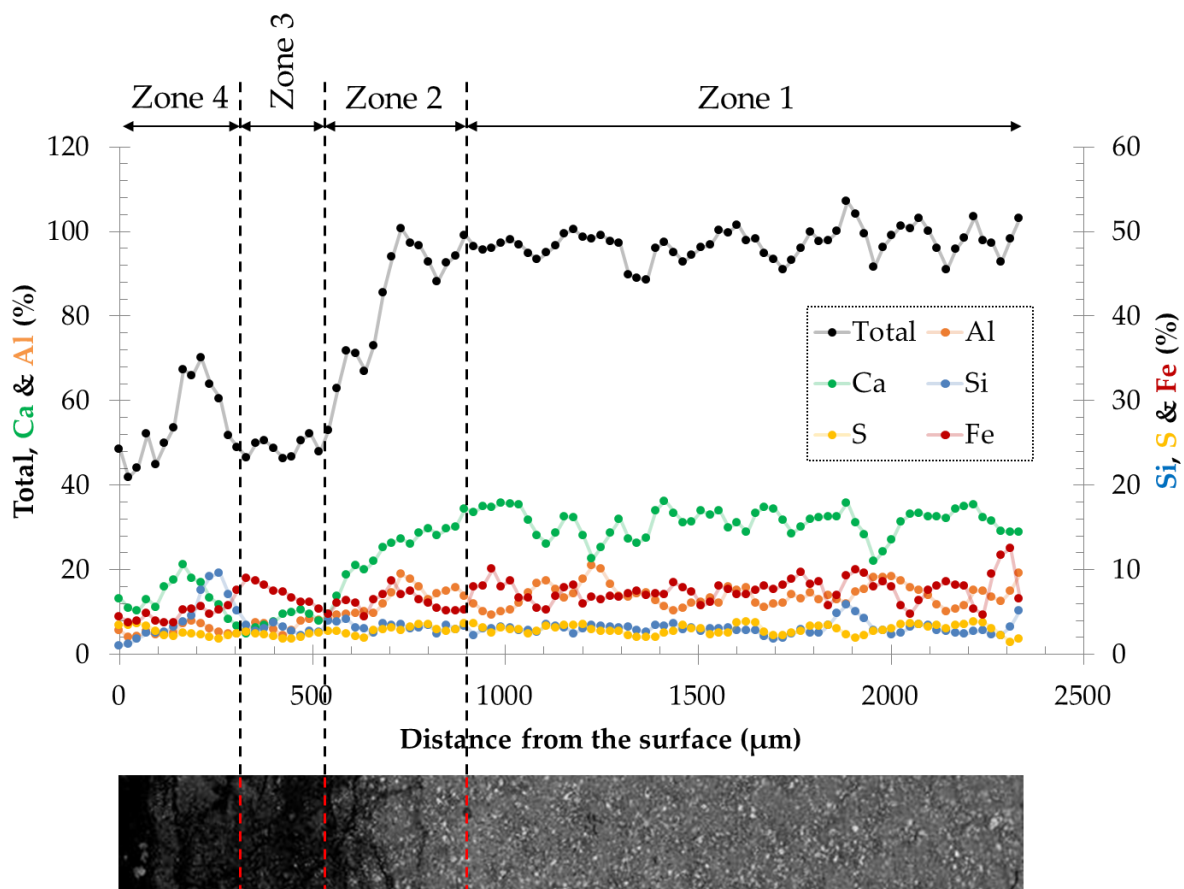 Zone 4
Zone 3
Zone 2
Zone 1
Total, Ca & Al (%)
120
100
80
60
40
20
0
60
50
40
30
20
10
0
Si, S & Fe (%)
Total
Al
Ca
Si
S
Fe
0
500
1000
1500
2000
2500
Distance from the surface (µm)